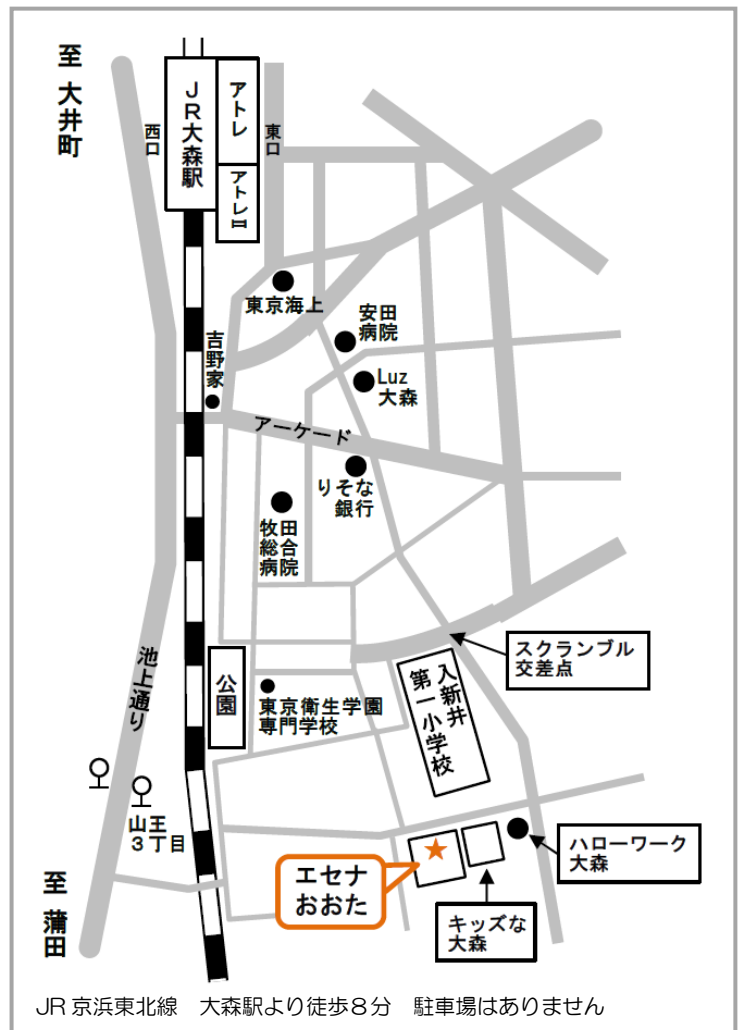 至 大井町
西口
JR大森駅
アトレ
アトレⅡ
東口
東京海上
安田
病院
吉野家
Luz
大森
アーケード
りそな
銀行
牧田
総合
病院
スクランブル
交差点
池上通り
公園
東京衛生学園
専門学校
入新井
第一小学校
山王
3丁目
ハローワーク
大森
エセナ
おおた
キッズな
大森
至 蒲田
JR京浜東北線　大森駅より徒歩8分　駐車場はありません